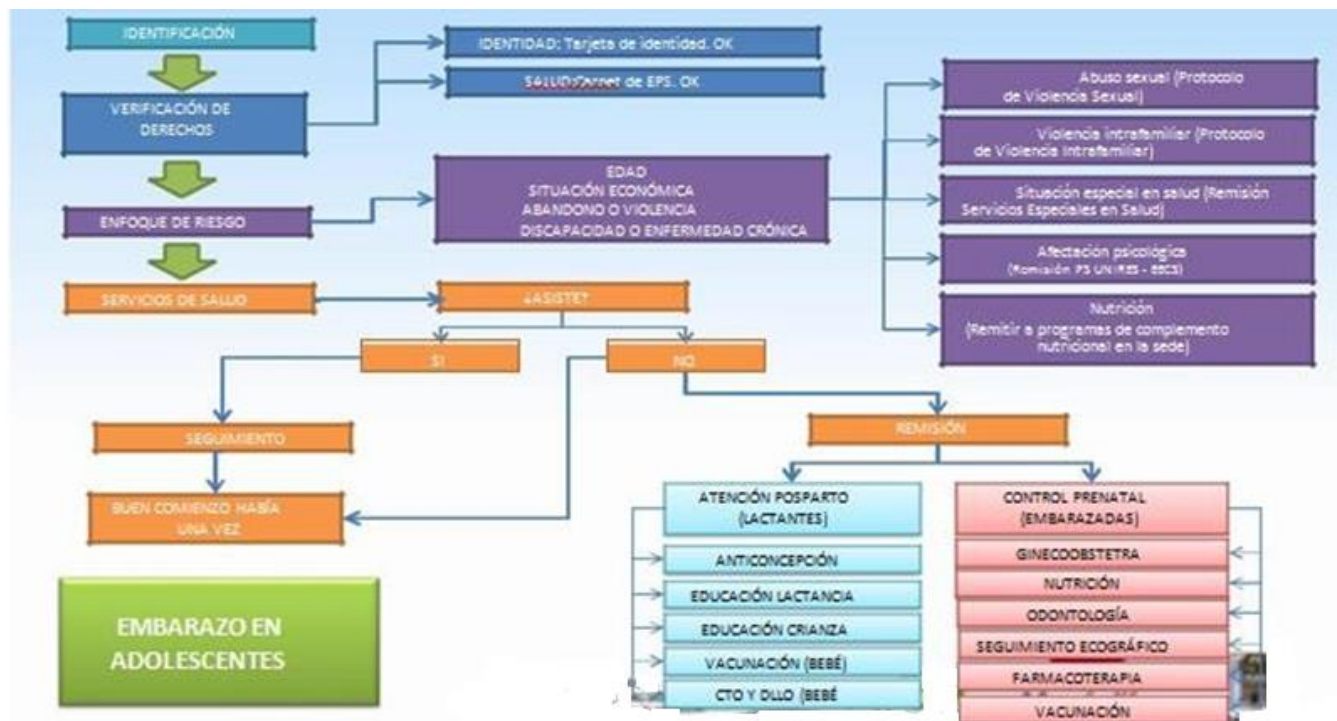 IDENTIFICACIÓN
VERIFICACIÓN DE
DERECHOS
ENFOQUE DE RIESGO
SERVICIOS DE SALUD
IDENTIDAD: Tarjeta de identidad. OK
SALUD:Carnet de EPS. OK
EDAD
SITUACIÓN ECONÓMICA
ABANDONO O VIOLENCIA
DISCAPACIDAD O ENFERMEDAD CRÓNICA
Abuso sexual (Protocolo
de Violencia Sexual)
Violencia intrafamiliar (Protocolo
de Violencia Intrafamiliar)
Situación especial en salud (Remisión
Servicios Especiales en Salud)
Afectación psicológica
(Remisión PS UNIRES - EECS)
Nutrición
(Remitir a programas de complemento
nutricional en la sede)
¿ASISTE?
SI
NO
SEGUIMIENTO
BUEN COMIENZO HABÍA
UNA VEZ
REMISIÓN
ATENCIÓN POSPARTO
(LACTANTES)
ANTICONCEPCIÓN
EDUCACIÓN LACTANCIA
EDUCACIÓN CRIANZA
VACUNACIÓN (BEBÉ)
CTO Y DLLO (BEBÉ
CONTROL PRENATAL
(EMBARAZADAS)
GINECOOBSTETRA
NUTRICIÓN
ODONTOLOGÍA
SEGUIMIENTO ECOGRÁFICO
FARMACOTERAPIA
VACUNACIÓN
EMBARAZO EN
ADOLESCENTES